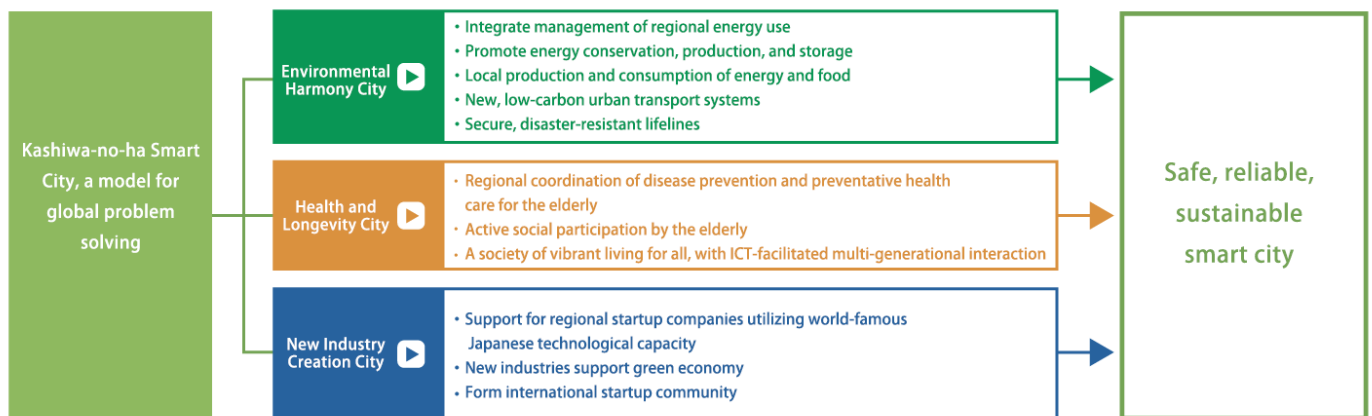 Kashiwa-no-ha Smart
City, a model for
global problem
solving
Environmental
Harmony City
• Integrate management of regional energy use
• Promote energy conservation, production, and storage
• Local production and consumption of energy and food
• New, low-carbon urban transport systems
• Secure, disaster-resistant lifelines
Health and
Longevity City
• Regional coordination of disease prevention and preventative health
care for the elderly
• Active social participation by the elderly
• A society of vibrant living for all, with ICT-facilitated multi-generational interaction
New Industry
Creation City
• Support for regional startup companies utilizing world-famous
Japanese technological capacity
• New industries support green economy
• Form international startup community
Safe, reliable,
sustainable
smart city